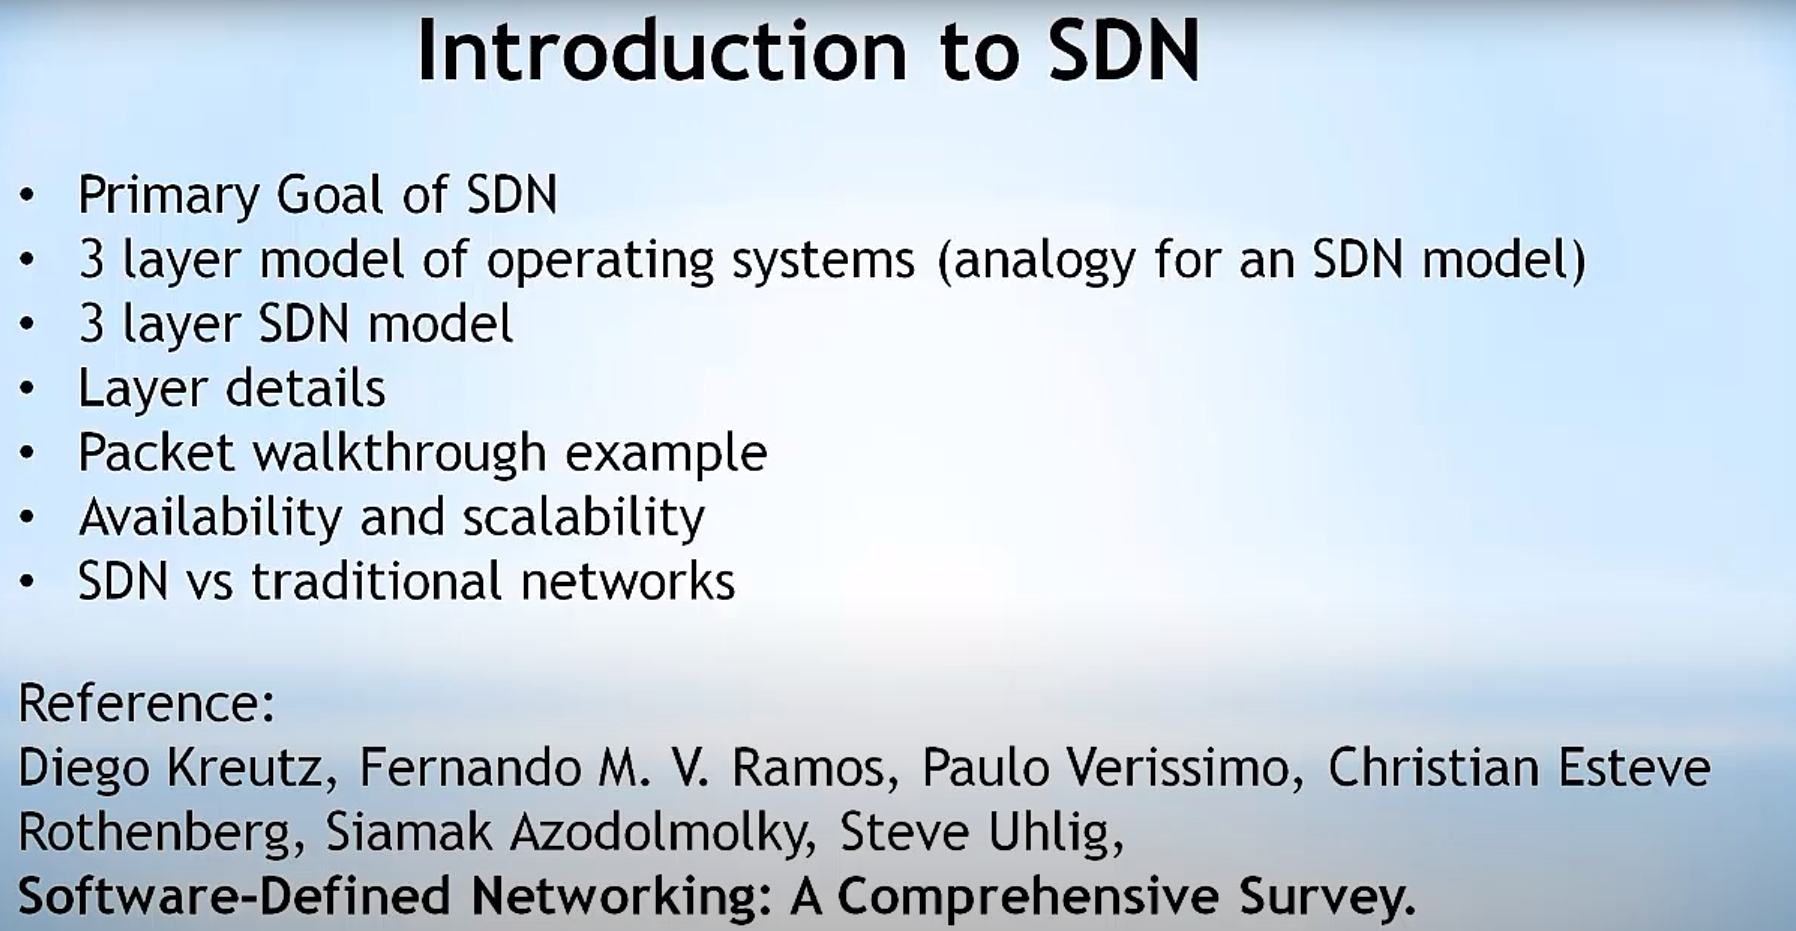 Introduction to SDN
• Primary Goal of SDN
• 3 layer model of operating systems (analogy for an SDN model)
• 3 layer SDN model
• Layer details
• Packet walkthrough example
• Availability and scalability
• SDN vs traditional networks
Reference:
Diego Kreutz, Fernando M. V. Ramos, Paulo Verissimo, Christian Esteve
Rothenberg, Siamak Azodolmolky, Steve Uhlig,
Software-Defined Networking: A Comprehensive Survey.